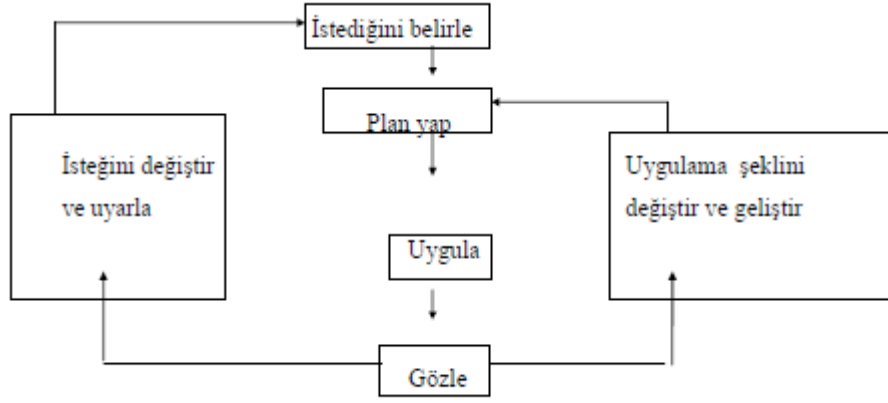 İstediğini belirle
Plan yap
İsteğini değiştir
ve uyarla
Uygulama şeklini
değiştir ve geliştir
Uygula
Gözle